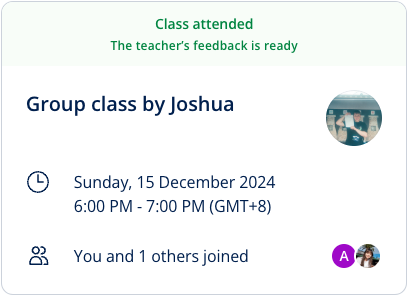 Class attended
The teacher's feedback is ready
Group class by Joshua
Sunday, 15 December 2024
6:00 PM - 7:00 PM (GMT+8)
You and 1 others joined
A